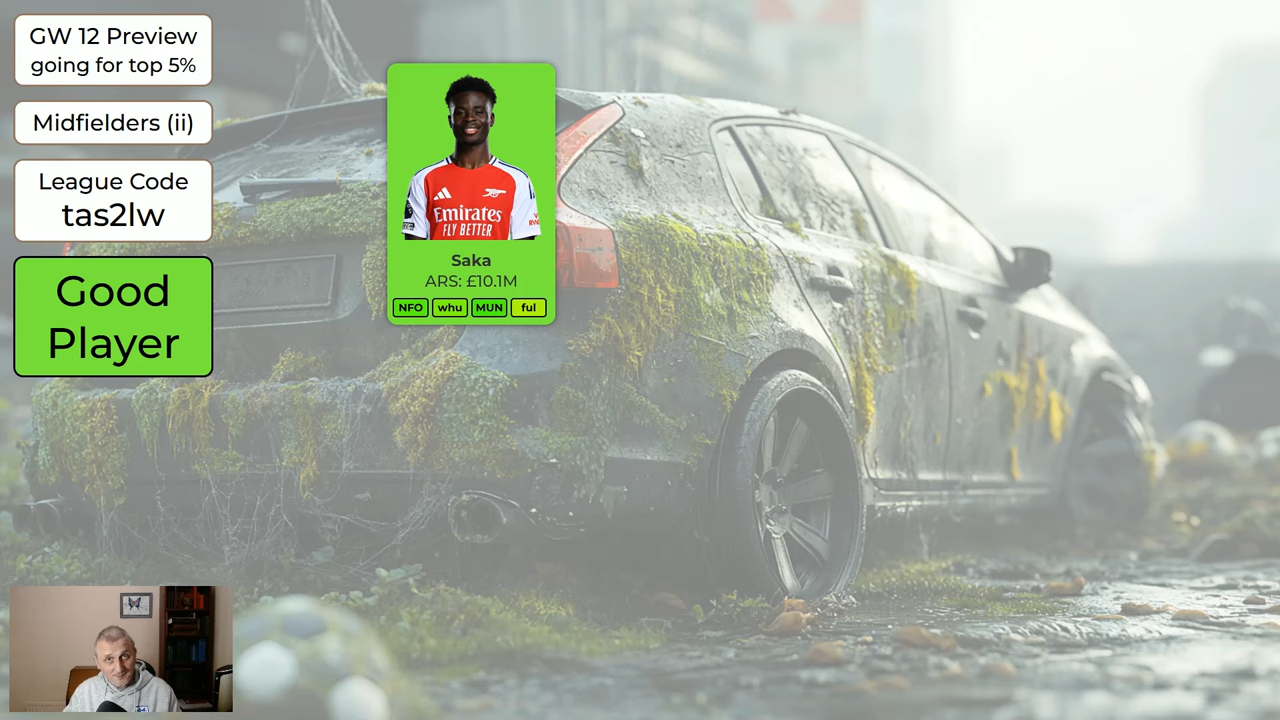 GW 12 Preview
going for top 5%
Midfielders (ii)
League Code
tas2lw
Good
Player
Emirates
FLY BETTER
Saka
ARS: £10.1M
NFO whu MUN ful